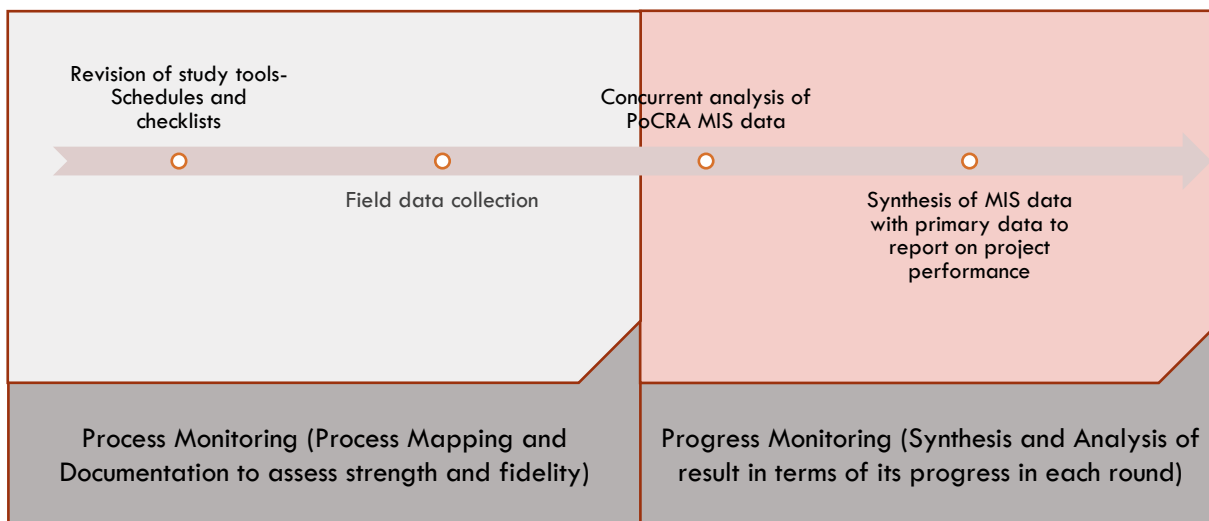 Revision of study tools-
Schedules and
checklists
Field data collection
Concurrent analysis of
PoCRA MIS data
Synthesis of MIS data
with primary data to
report on project
performance
Process Monitoring (Process Mapping and
Documentation to assess strength and fidelity)
Progress Monitoring (Synthesis and Analysis of
result in terms of its progress in each round)